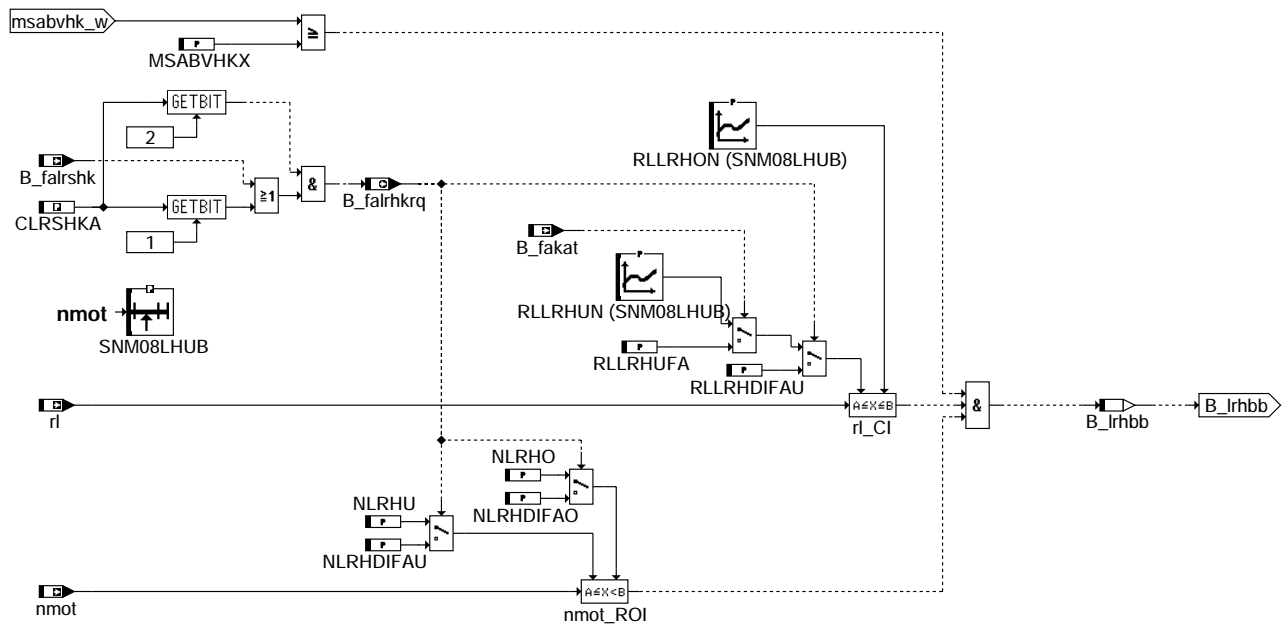 msabvhk_w
P
≥
MSABVHKX
GETBIT
2
P
RLLRHON (SNM08LHUB)
B_falrshk
≥1
&
B_falrhkrq
CLRSHKA
GETBIT
1
B_fakat
P
RLLRHUN (SNM08LHUB)
nmot
SNM08LHUB
P
RLLRHUFA
P
RLLRHDIFAU
rl
A≤X≤B
rl_CI
&
B_lrhbb
B_lrhbb
NLRHO
P
P
NLRHDIFAO
NLRHU
P
P
NLRHDIFAU
nmot
A≤X<B
nmot_ROI